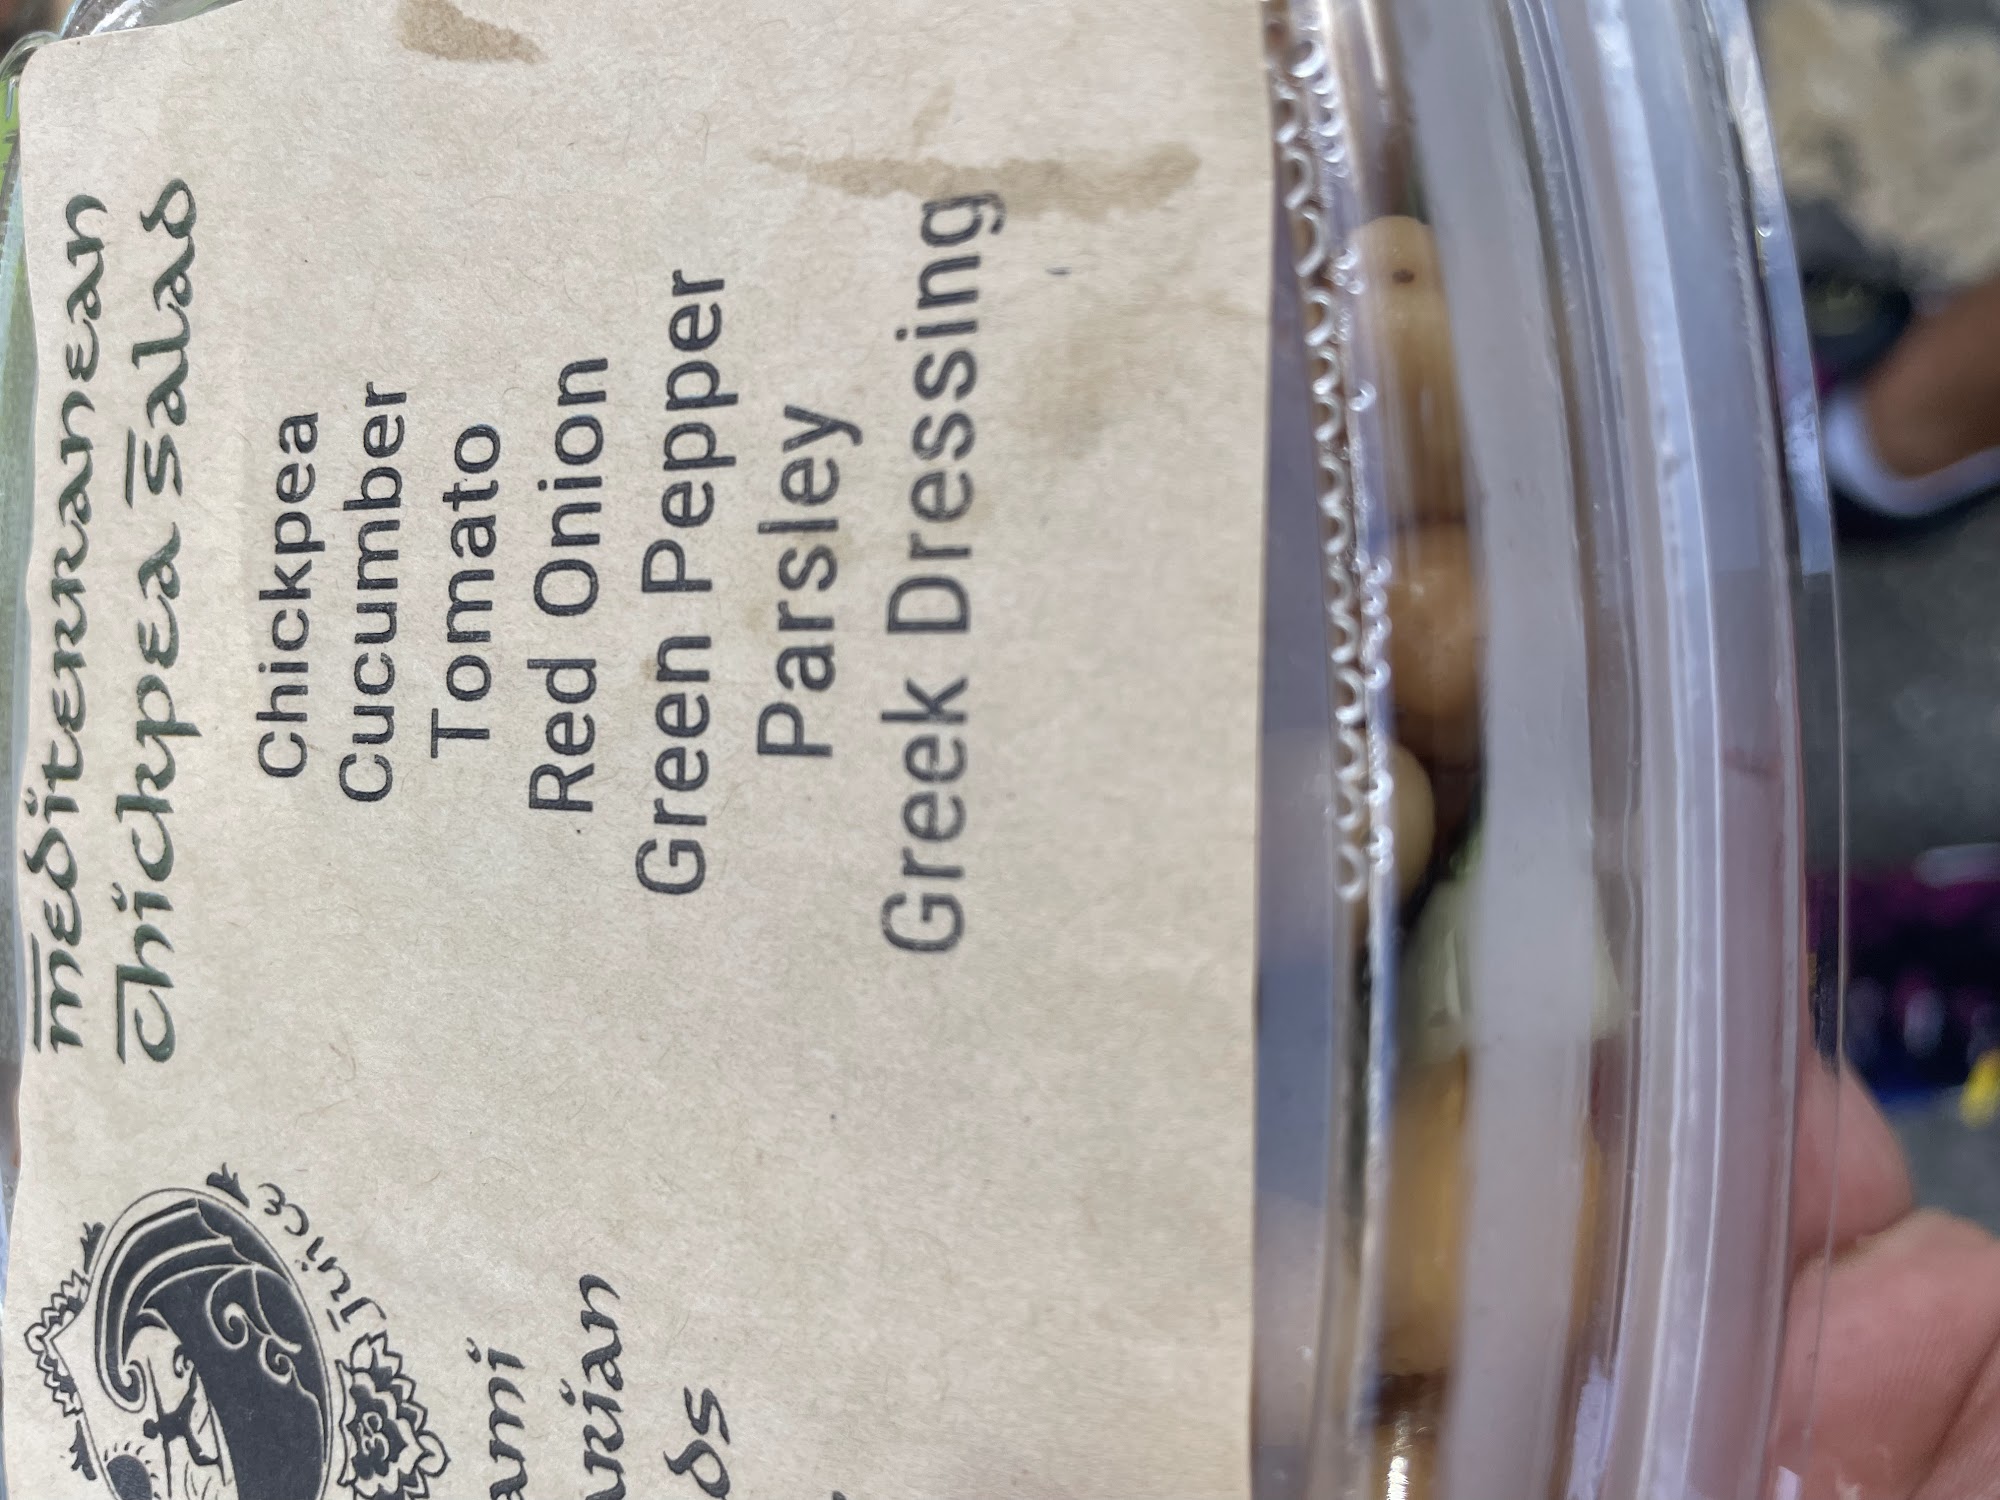 Mediterranean
Chickpea Salad
Chickpea
Cucumber
Tomato
Red Onion
Green Pepper
Parsley
Greek Dressing
Juice
ॐ